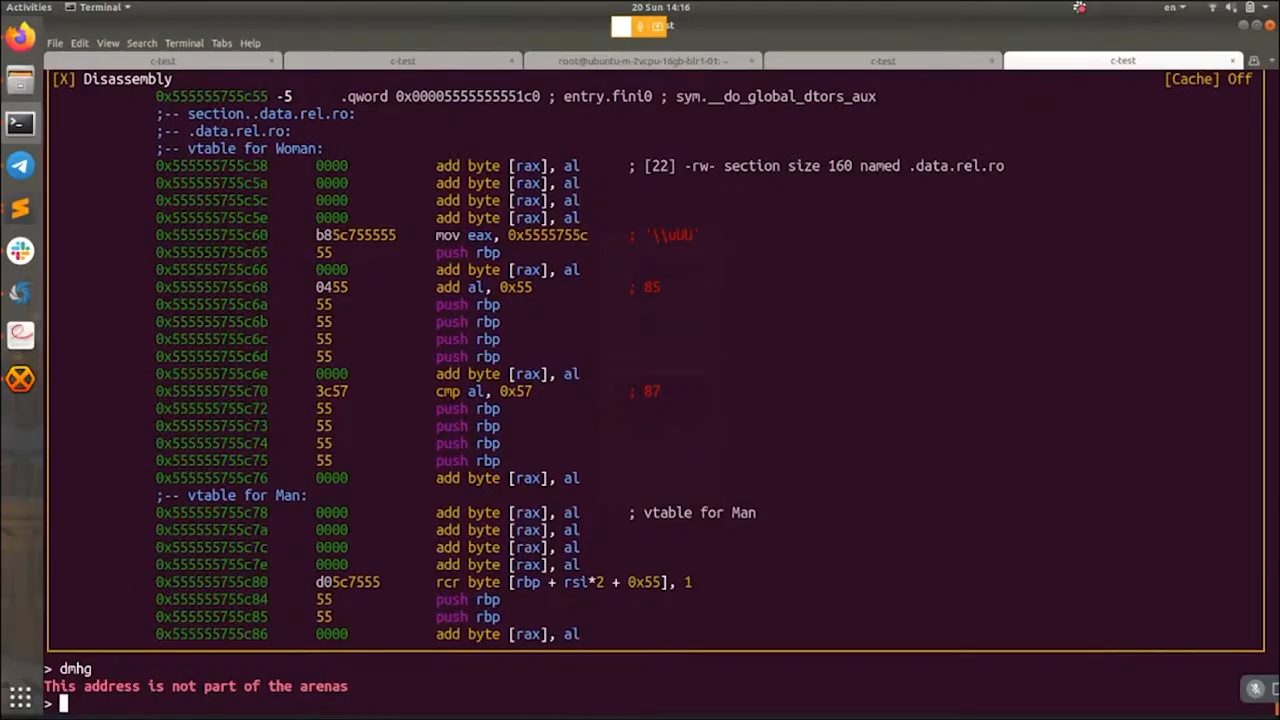 Activities Terminal 20 Sun 14:16 en
st
File Edit View Search Terminal Tabs Help
c-test c-test root@ubuntu-m-2vcpu-16gb-blr1-01: ~ c-test c-test
[X] Disassembly [Cache] Off
0x555555755c55 -5 .qword 0x00005555555551c0 ; entry.fini0 ; sym.__do_global_dtors_aux
;-- section..data.rel.ro:
;-- .data.rel.ro:
;-- vtable for Woman:
0x555555755c58 0000 add byte [rax], al ; [22] -rw- section size 160 named .data.rel.ro
0x555555755c5a 0000 add byte [rax], al
0x555555755c5c 0000 add byte [rax], al
0x555555755c5e 0000 add byte [rax], al
0x555555755c60 b85c755555 mov eax, 0x5555755c ; '\\uUU'
0x555555755c65 55 push rbp
0x555555755c66 0000 add byte [rax], al
0x555555755c68 0455 add al, 0x55 ; 85
0x555555755c6a 55 push rbp
0x555555755c6b 55 push rbp
0x555555755c6c 55 push rbp
0x555555755c6d 55 push rbp
0x555555755c6e 0000 add byte [rax], al
0x555555755c70 3c57 cmp al, 0x57 ; 87
0x555555755c72 55 push rbp
0x555555755c73 55 push rbp
0x555555755c74 55 push rbp
0x555555755c75 55 push rbp
0x555555755c76 0000 add byte [rax], al
;-- vtable for Man:
0x555555755c78 0000 add byte [rax], al ; vtable for Man
0x555555755c7a 0000 add byte [rax], al
0x555555755c7c 0000 add byte [rax], al
0x555555755c7e 0000 add byte [rax], al
0x555555755c80 d05c7555 rcr byte [rbp + rsi*2 + 0x55], 1
0x555555755c84 55 push rbp
0x555555755c85 55 push rbp
0x555555755c86 0000 add byte [rax], al
> dmhg
This address is not part of the arenas
>